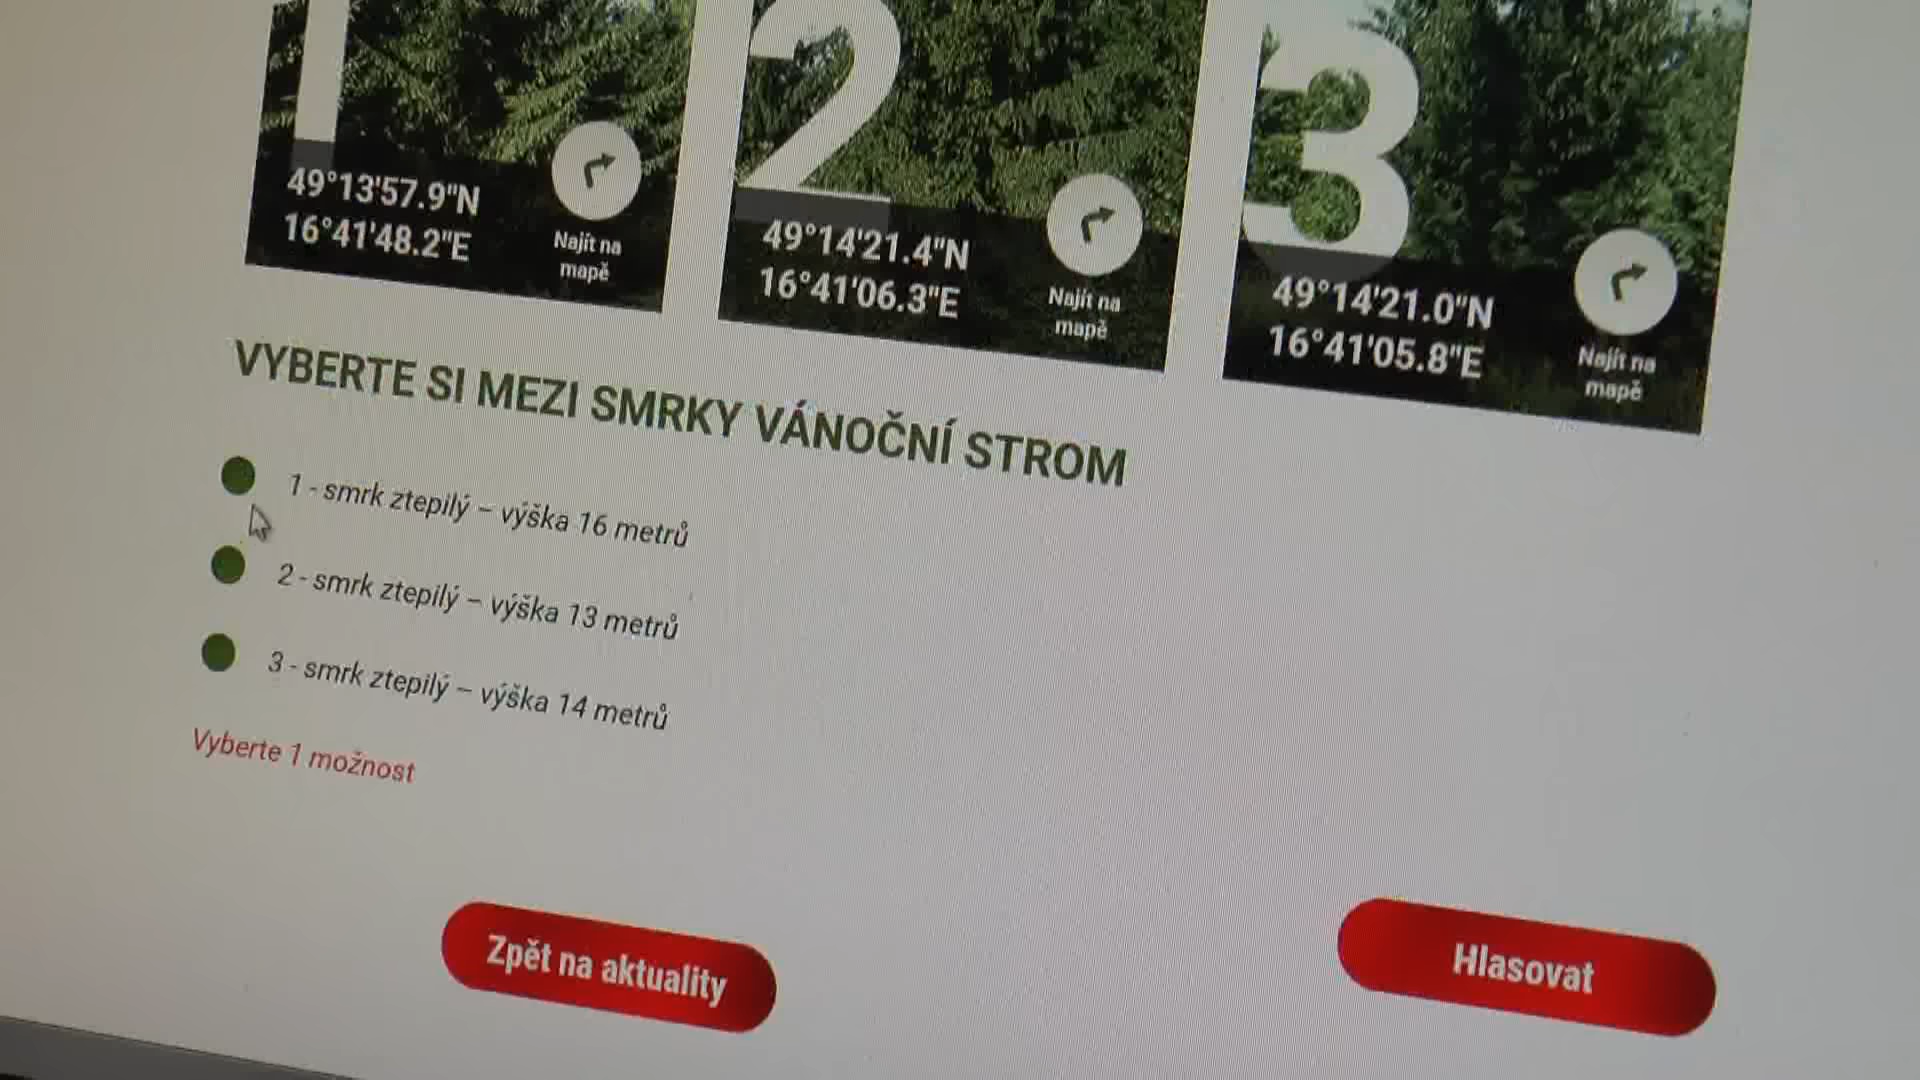 1
49°13'57.9"N
16°41'48.2"E
Najít na
mapě
2
49°14'21.4"N
16°41'06.3"E
Najít na
mapě
3
49°14'21.0"N
16°41'05.8"E
Najít na
mapě
VYBERTE SI MEZI SMRKY VÁNOČNÍ STROM
1 - smrk ztepilý – výška 16 metrů
2 - smrk ztepilý – výška 13 metrů
3 - smrk ztepilý – výška 14 metrů
Vyberte 1 možnost
Zpět na aktuality
Hlasovat